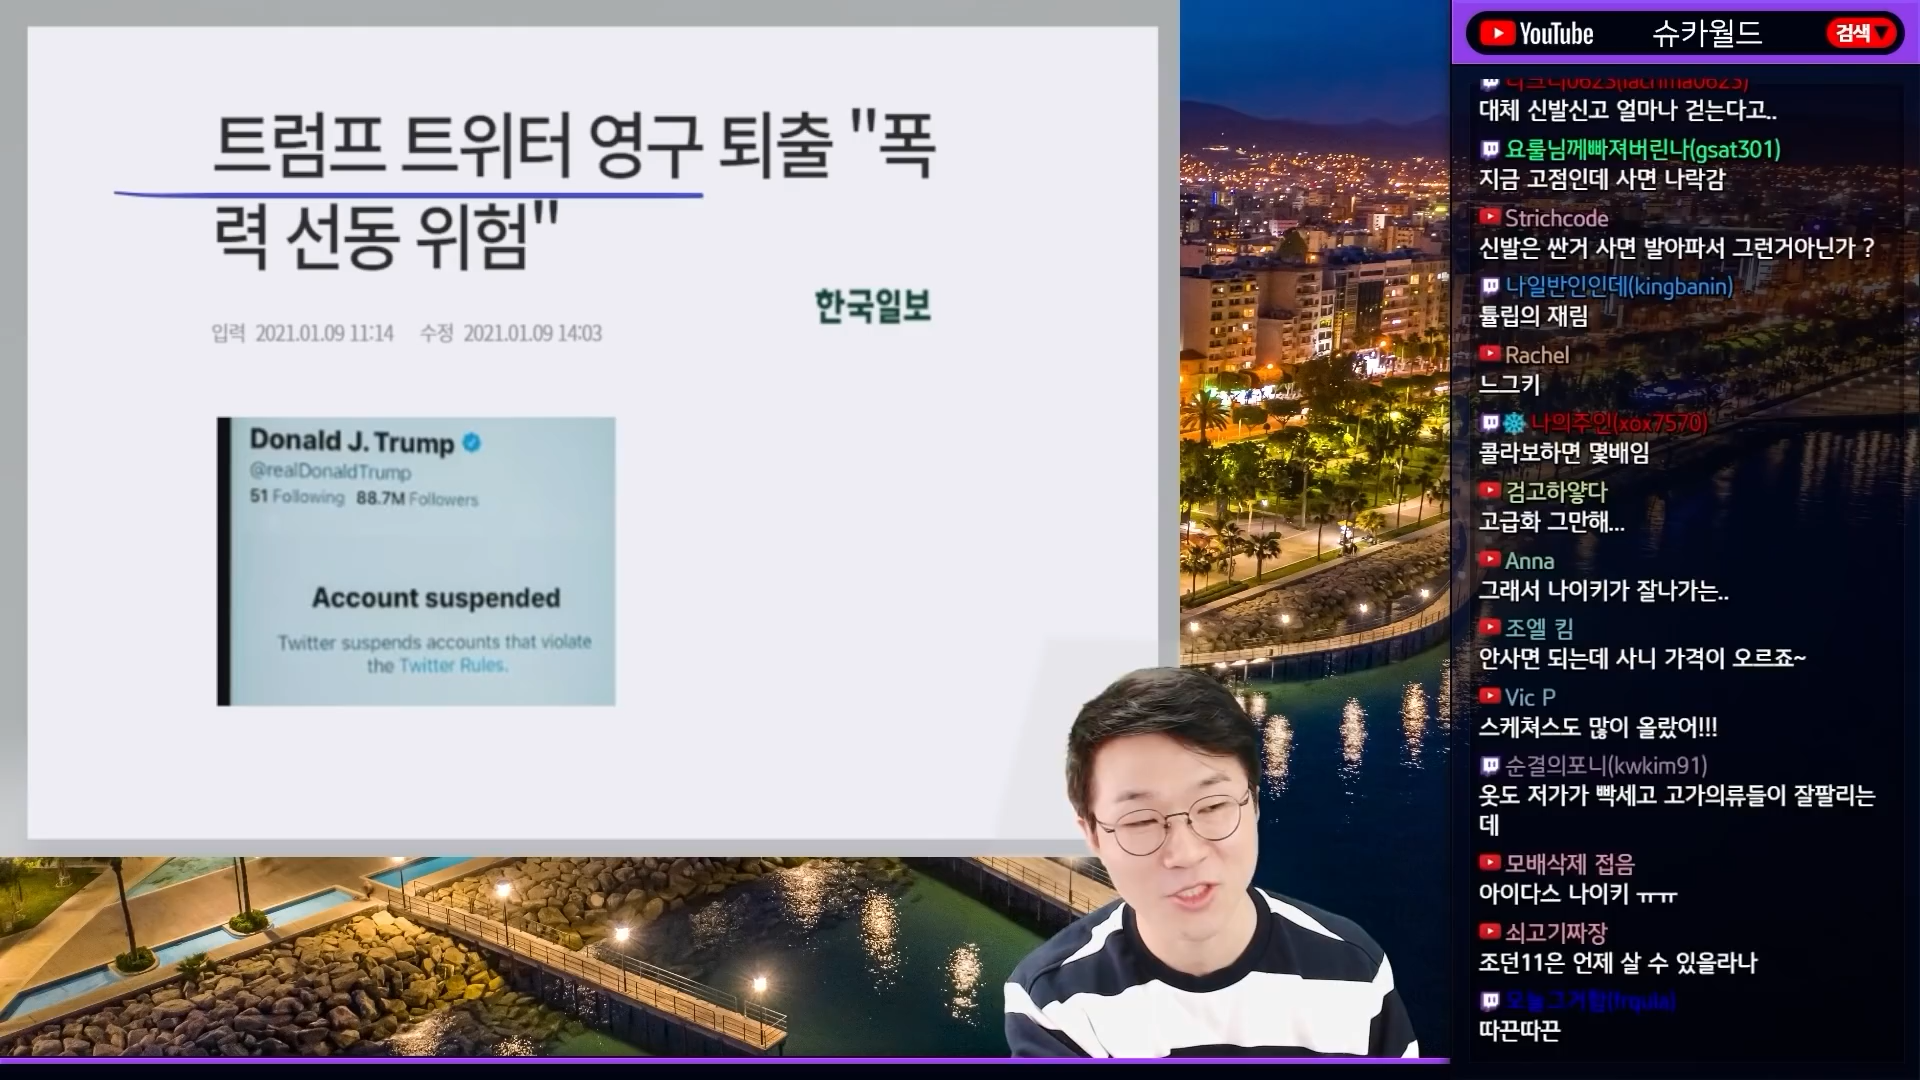 트럼프 트위터 영구 퇴출 "폭
력 선동 위험"
한국일보
입력 2021.01.09 11:14 수정 2021.01.09 14:03
Donald J. Trump
@realDonaldTrump
51 Following 88.7M Followers
Account suspended
Twitter suspends accounts that violate
the Twitter Rules.
YouTube 슈카월드 검색▼
대체 신발신고 얼마나 걷는다고..
요룰님께빠져버린나(gsat301)
지금 고점인데 사면 나락감
Strichcode
신발은 싼거 사면 발아파서 그런거아닌가 ?
나일반인인데(kingbanin)
튤립의 재림
Rachel
느그키
나의주인(xox7570)
콜라보하면 몇배임
검고하얗다
고급화 그만해...
Anna
그래서 나이키가 잘나가는..
조엘 킴
안사면 되는데 사니 가격이 오르죠~
Vic P
스케쳐스도 많이 올랐어!!!
순결의포니(kwkim91)
옷도 저가가 빡세고 고가의류들이 잘팔리는
데
모배삭제 접음
아이다스 나이키 ㅠㅠ
쇠고기짜장
조던11은 언제 살 수 있을라나
따끈따끈